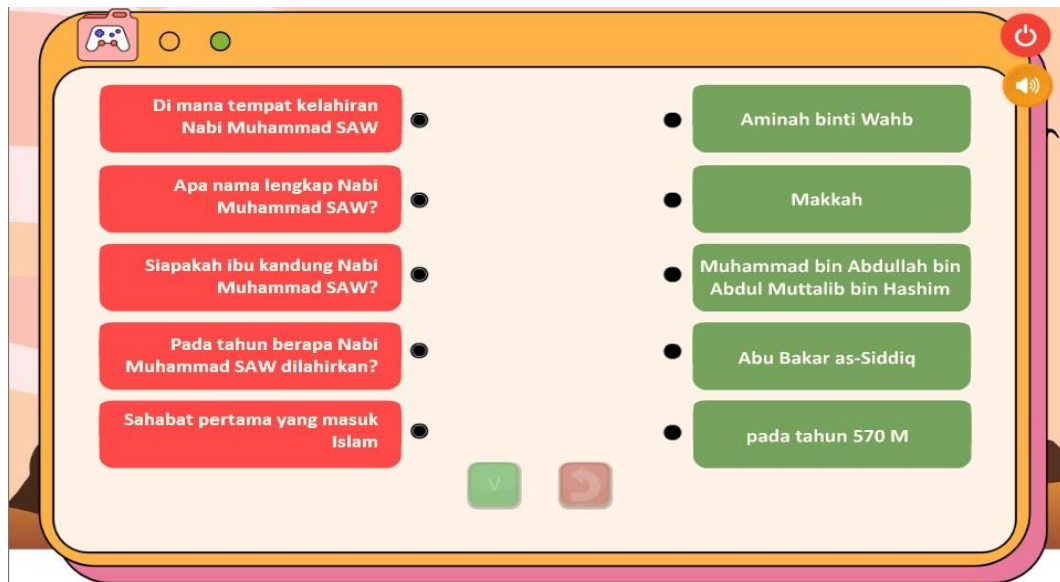 Di mana tempat kelahiran
Nabi Muhammad SAW
Aminah binti Wahb
Apa nama lengkap Nabi
Muhammad SAW?
Makkah
Siapakah ibu kandung Nabi
Muhammad SAW?
Muhammad bin Abdullah bin
Abdul Muttalib bin Hashim
Pada tahun berapa Nabi
Muhammad SAW dilahirkan?
Abu Bakar as-Siddiq
Sahabat pertama yang masuk
Islam
pada tahun 570 M
V